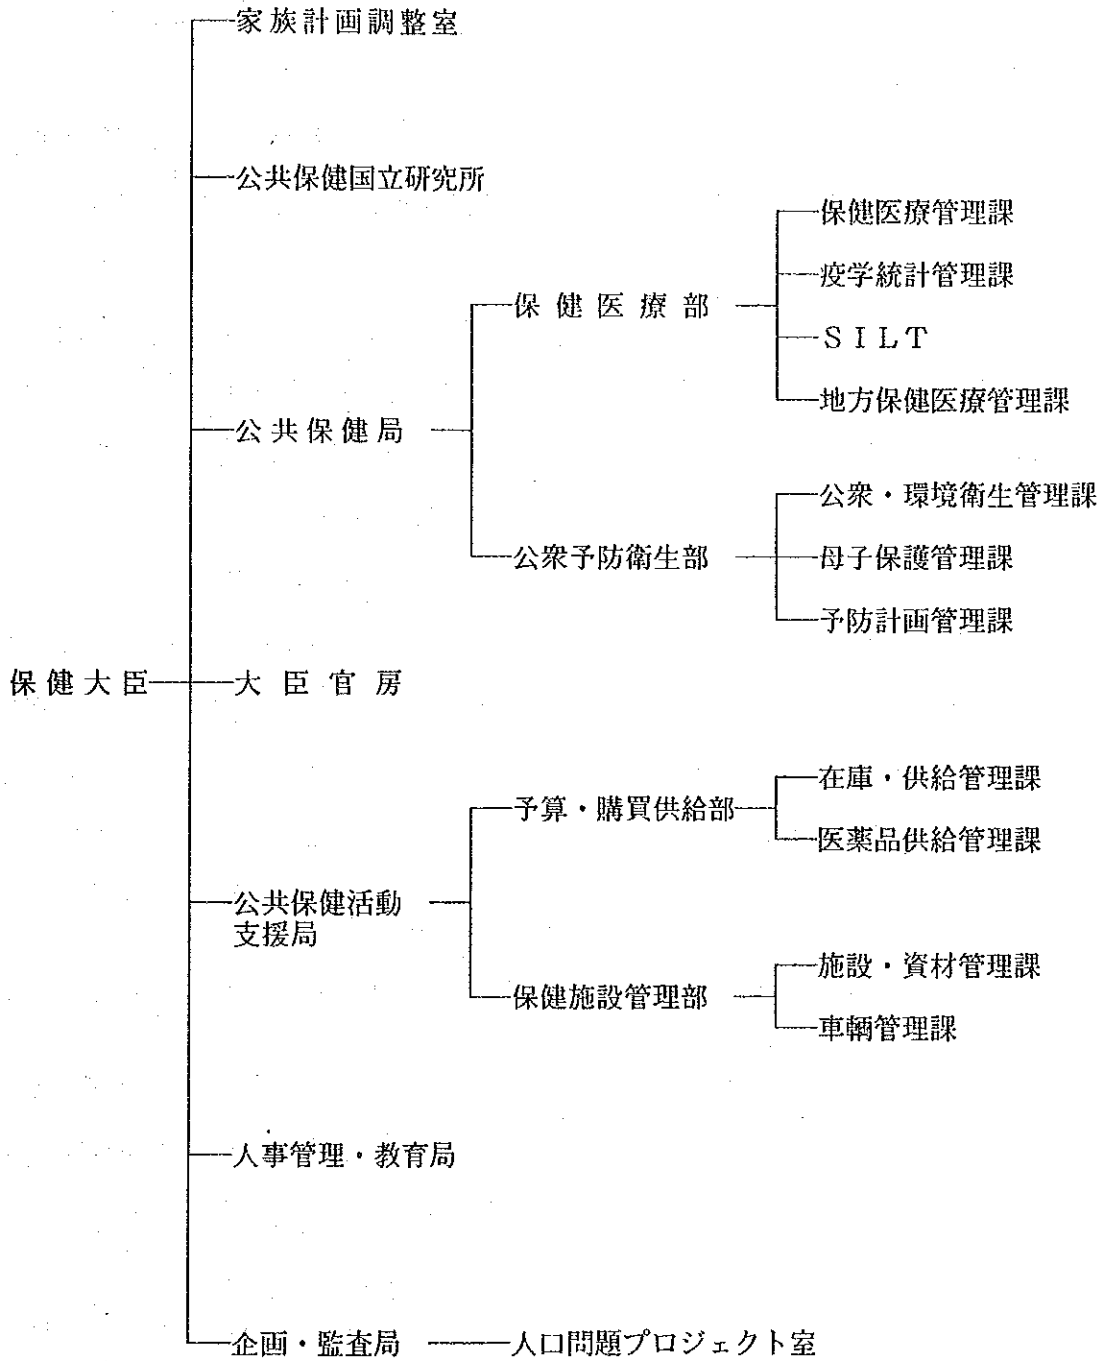 家族計画調整室
公共保健国立研究所
保健医療管理課
疫学統計管理課
保健医療部
SILT
地方保健医療管理課
公共保健局
公衆・環境衛生管理課
公衆予防衛生部
母子保護管理課
予防計画管理課
保健大臣
大臣官房
在庫・供給管理課
予算・購買供給部
医薬品供給管理課
公共保健活動
支援局
施設・資材管理課
保健施設管理部
車輛管理課
人事管理・教育局
企画・監査局
人口問題プロジェクト室